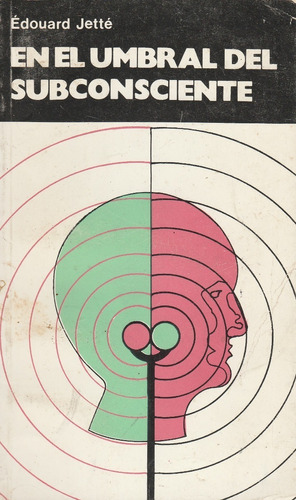 Édouard Jetté
EN EL UMBRAL DEL
SUBCONSCIENTE